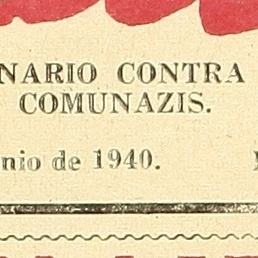 NARIO CONTRA
COMUNAZIS.
nio de 1940.